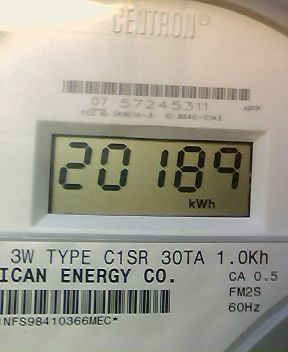 CENTRON®
07 57245311
20189
kWh
3W TYPE C1SR 30TA 1.0Kh
ICAN ENERGY CO. CA 0.5
FM2S
60Hz
NFS98410366MEC*